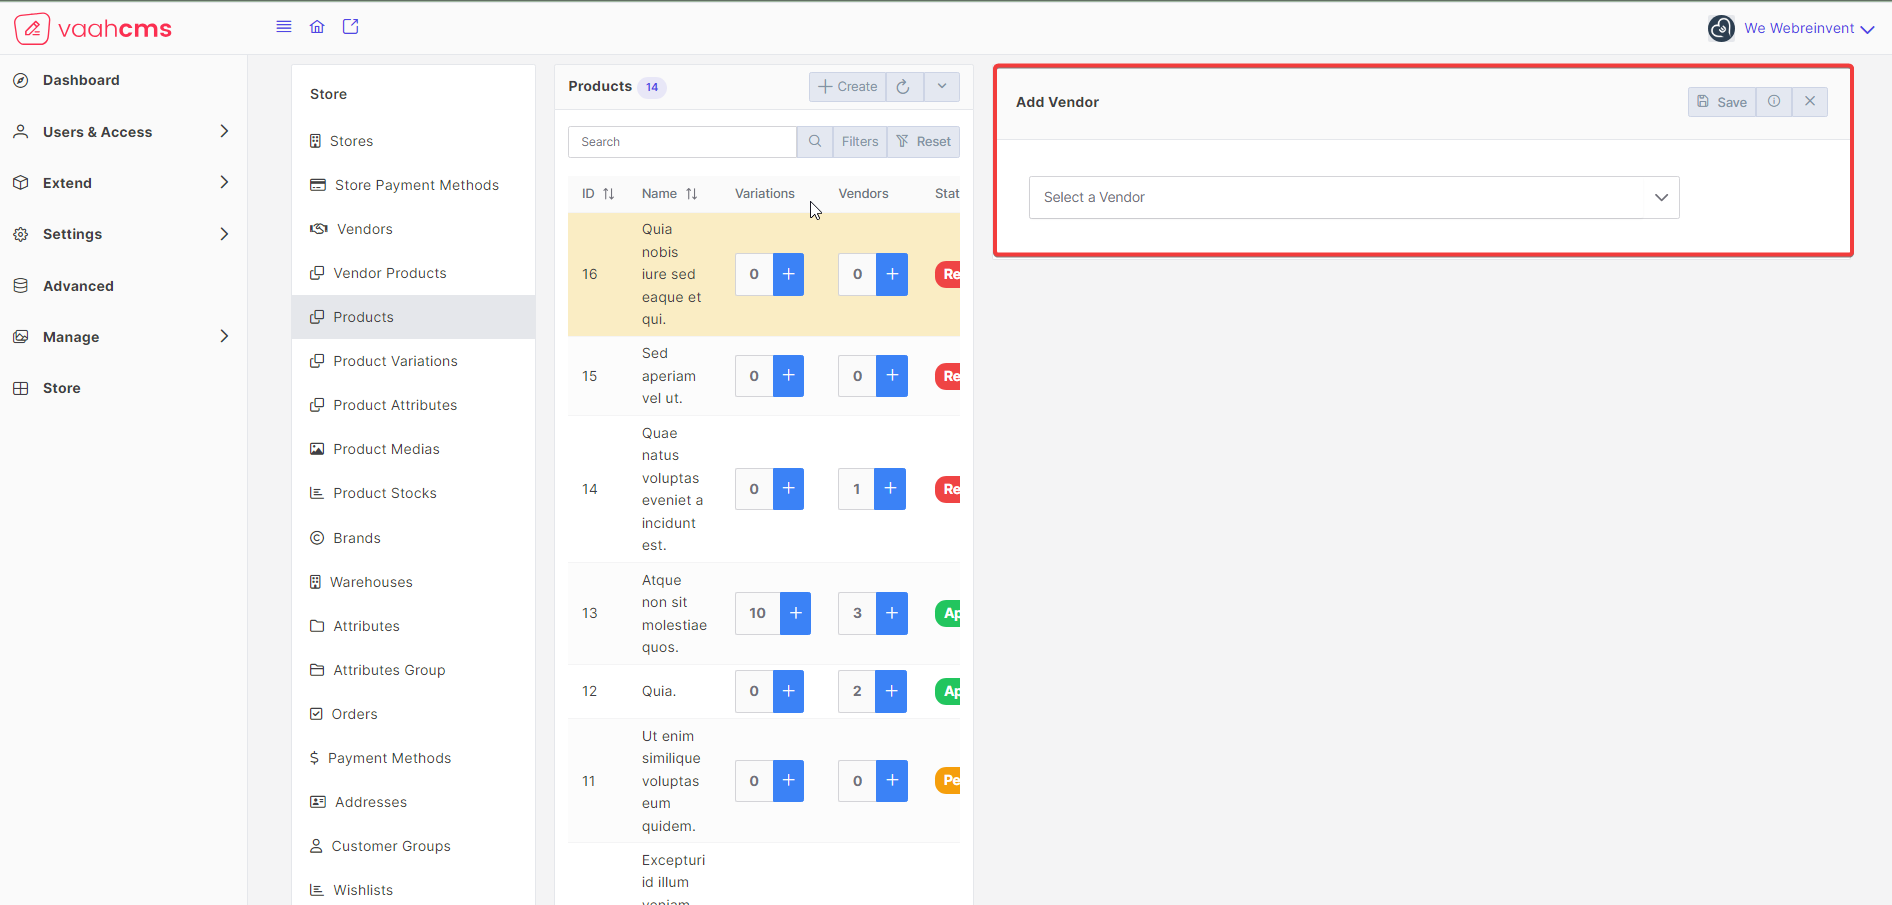 vaahcms
We Webreinvent
Dashboard
Users & Access
Extend
Settings
Advanced
Manage
Store
Store
Stores
Store Payment Methods
Vendors
Vendor Products
Products
Product Variations
Product Attributes
Product Medias
Product Stocks
Brands
Warehouses
Attributes
Attributes Group
Orders
Payment Methods
Addresses
Customer Groups
Wishlists
Products 14
Create
Search
Filters
Reset
ID Name Variations Vendors Stat
16
Quia
nobis
iure sed
eaque et
qui.
0 + 0 + Re
15
Sed
aperiam
vel ut.
0 + 0 + Re
14
Quae
natus
voluptas
eveniet a
incidunt
est.
0 + 1 + Re
13
Atque
non sit
molestiae
quos.
10 + 3 + Ap
12 Quia. 0 + 2 + Ap
11
Ut enim
similique
voluptas
eum
quidem.
0 + 0 + Pe
Excepturi
id illum
veniam
Add Vendor
Save
Select a Vendor